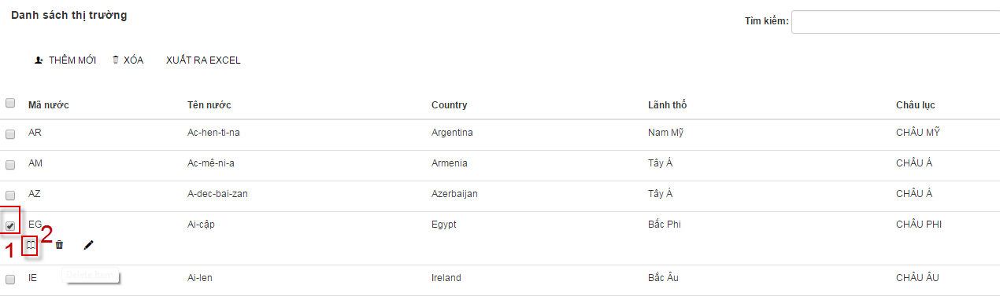 Danh sách thị trường
Tìm kiếm:
THÊM MỚI XÓA XUẤT RA EXCEL
Mã nước Tên nước Country Lãnh thổ Châu lục
AR Ac-hen-ti-na Argentina Nam Mỹ CHÂU MỸ
AM Ac-mê-ni-a Armenia Tây Á CHÂU Á
AZ A-dec-bai-zan Azerbaijan Tây Á CHÂU Á
EG Ai-cập Egypt Bắc Phi CHÂU PHI
1 2
IE Ai-len Ireland Bắc Âu CHÂU ÂU